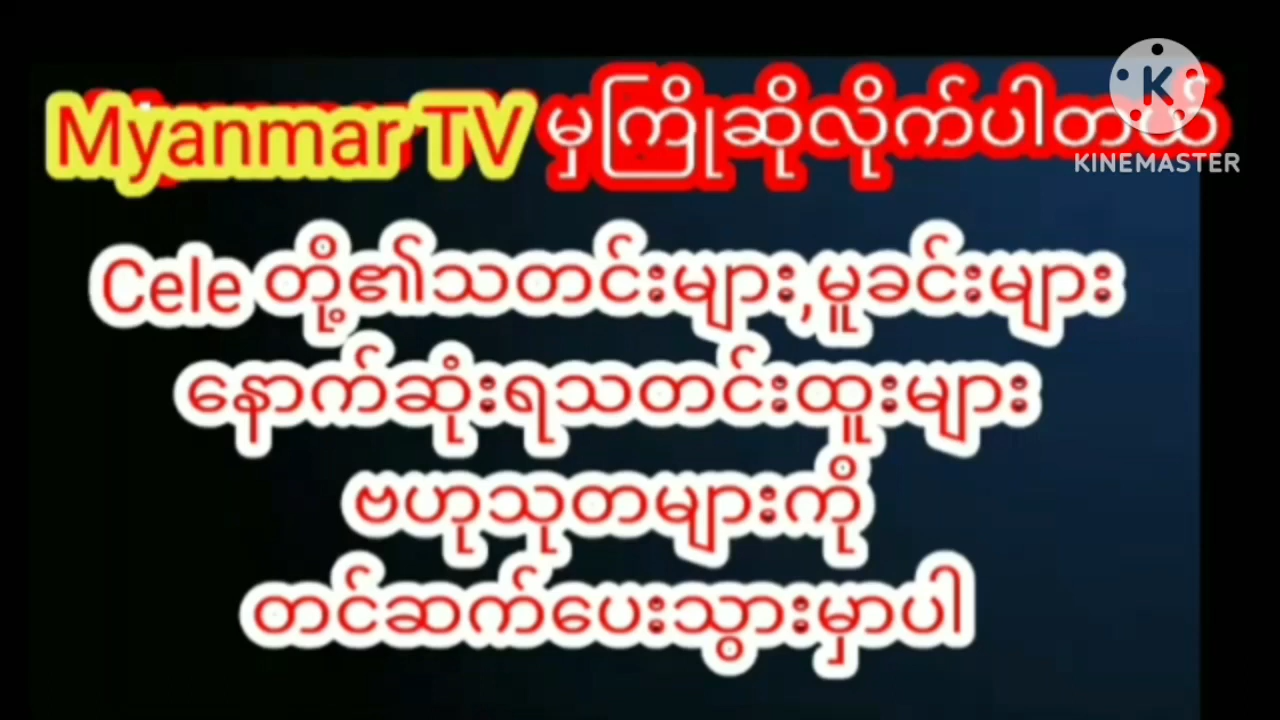 Myanmar TV မှကြိုဆိုလိုက်ပါတယ်
K
KINEMASTER
Cele တို့၏သတင်းများ,မူခင်းများ
နောက်ဆုံးရသတင်းထူးများ
ဗဟုသုတများကို
တင်ဆက်ပေးသွားမှာပါ